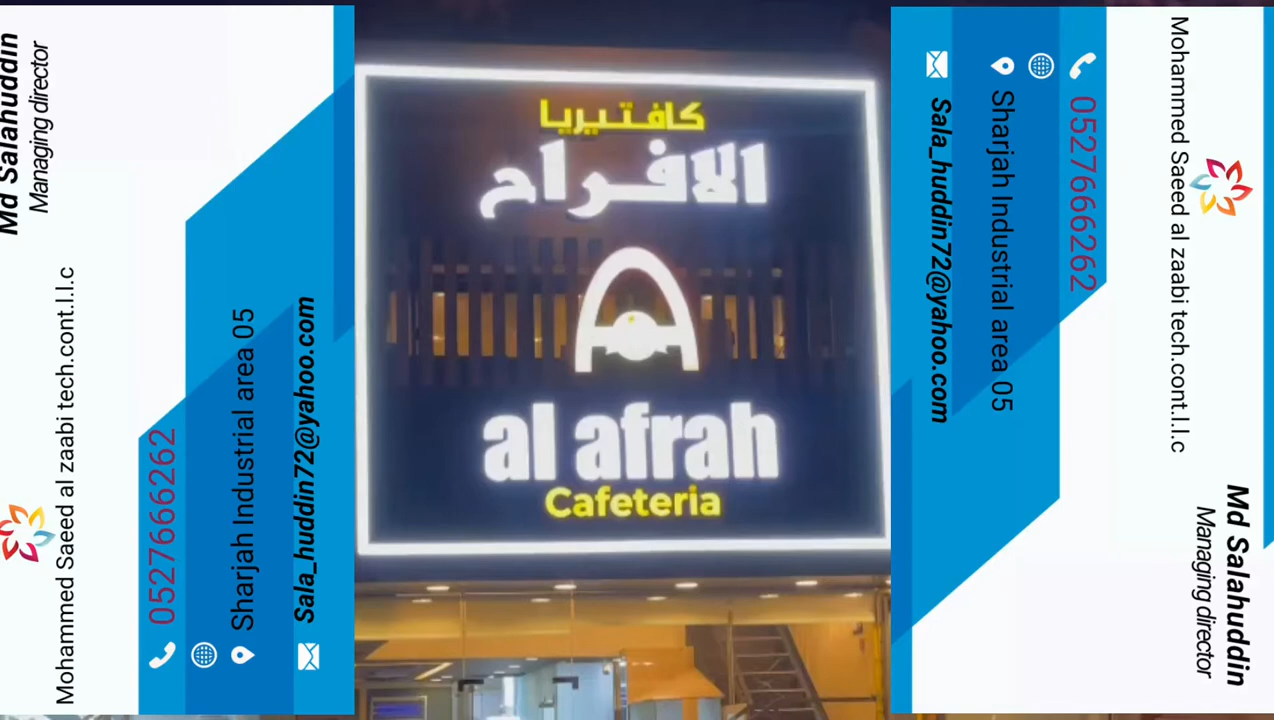 Md Salahuddin
Managing director
Mohammed Saeed al zaabi tech.cont.l.l.c
0527666262
Sharjah Industrial area 05
Sala_huddin72@yahoo.com
كافتيريا
الافراح
al afrah
Cafeteria
Mohammed Saeed al zaabi tech.cont.l.l.c
0527666262
Sharjah Industrial area 05
Sala_huddin72@yahoo.com
Md Salahuddin
Managing director